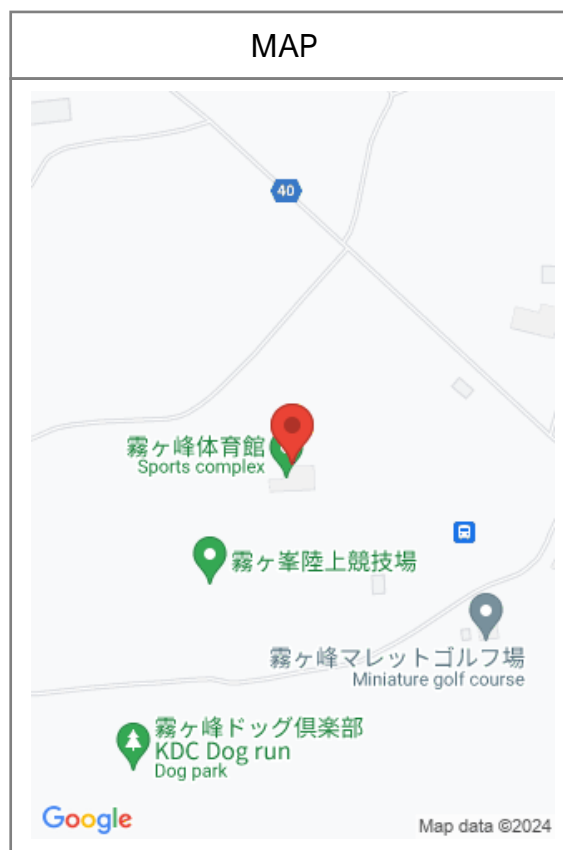 MAP
40
霧ヶ峰体育館
Sports complex
霧ヶ峯陸上競技場
霧ヶ峰マレットゴルフ場
Miniature golf course
霧ヶ峰ドッグ倶楽部
KDC Dog run
Dog park
Google
Map data ©2024